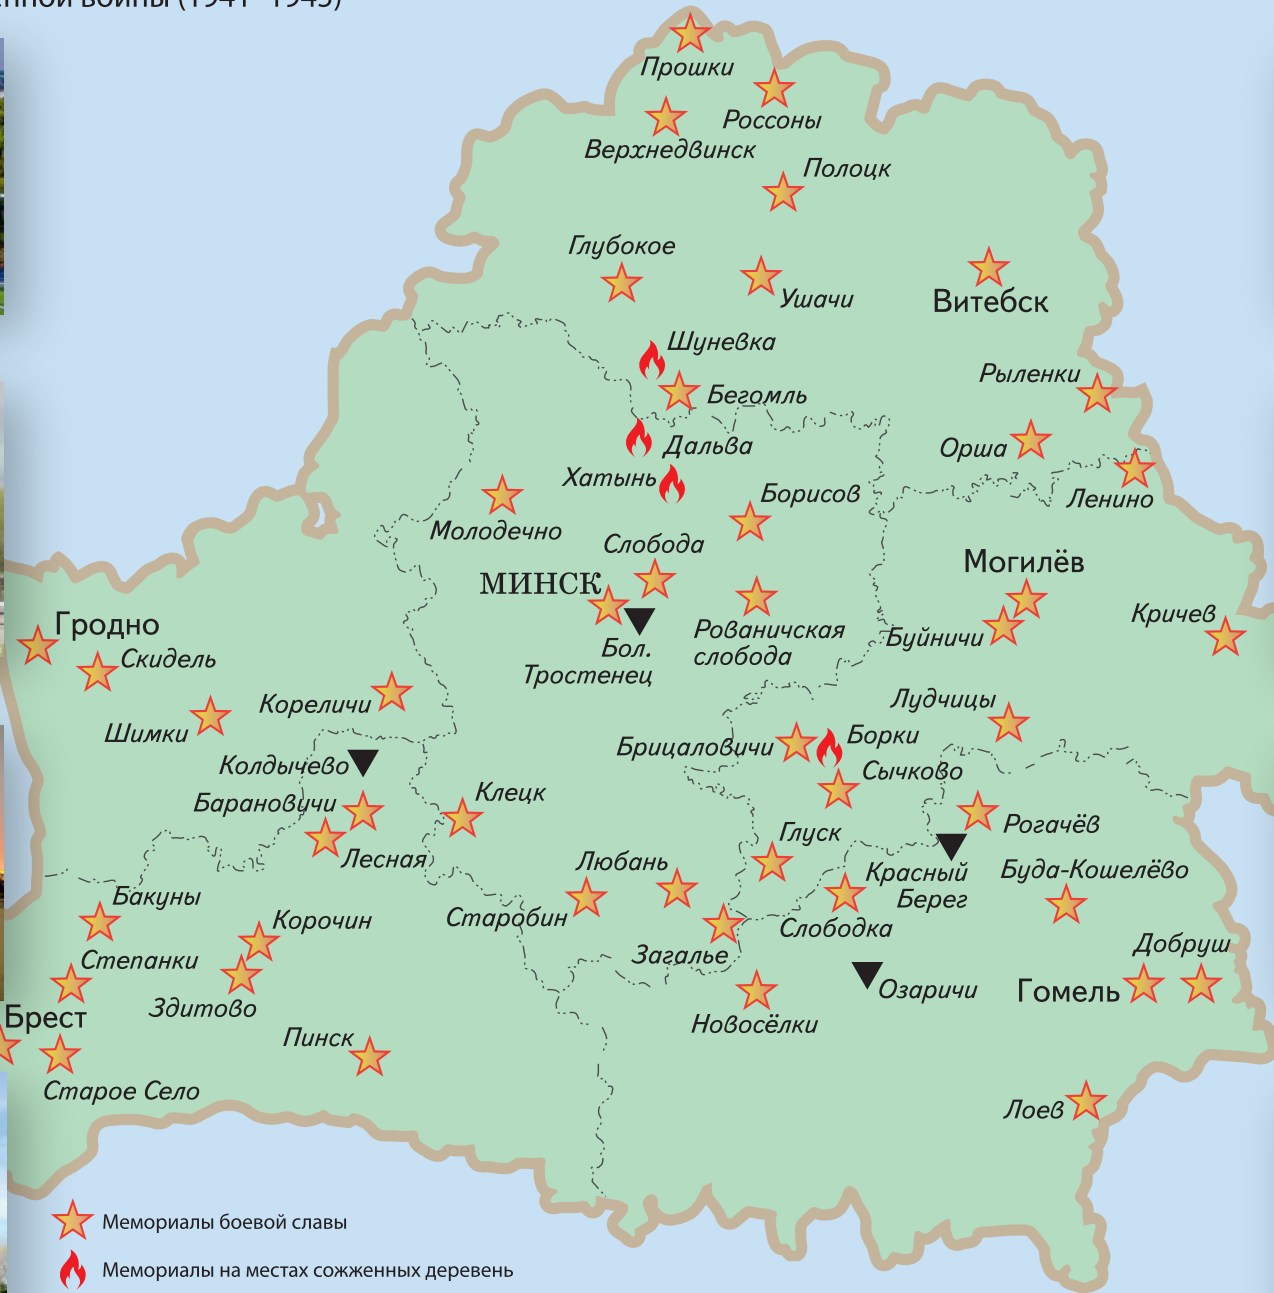 (1941–1945)
Прошки
Россоны
Верхнедвинск
Полоцк
Глубокое
Ушачи
Витебск
Шуневка
Рыленки
Бегомль
Орша
Дальва
Хатынь
Борисов
Ленино
Молодечно
Слобода
Могилёв
МИНСК
Кричев
Гродно
Рованичская
слобода
Буйничи
Бол.
Тростенец
Скидель
Кореличи
Лудчицы
Шимки
Брицаловичи
Борки
Колдычево
Сычково
Клецк
Барановичи
Рогачёв
Глуск
Лесная
Любань
Красный
Берег
Буда-Кошелёво
Бакуны
Корочин
Старобин
Слободка
Загалье
Добруш
Степанки
Озаричи
Гомель
Здитово
Брест
Новосёлки
Пинск
Старое Село
Лоев
Мемориалы боевой славы
Мемориалы на местах сожженных деревень